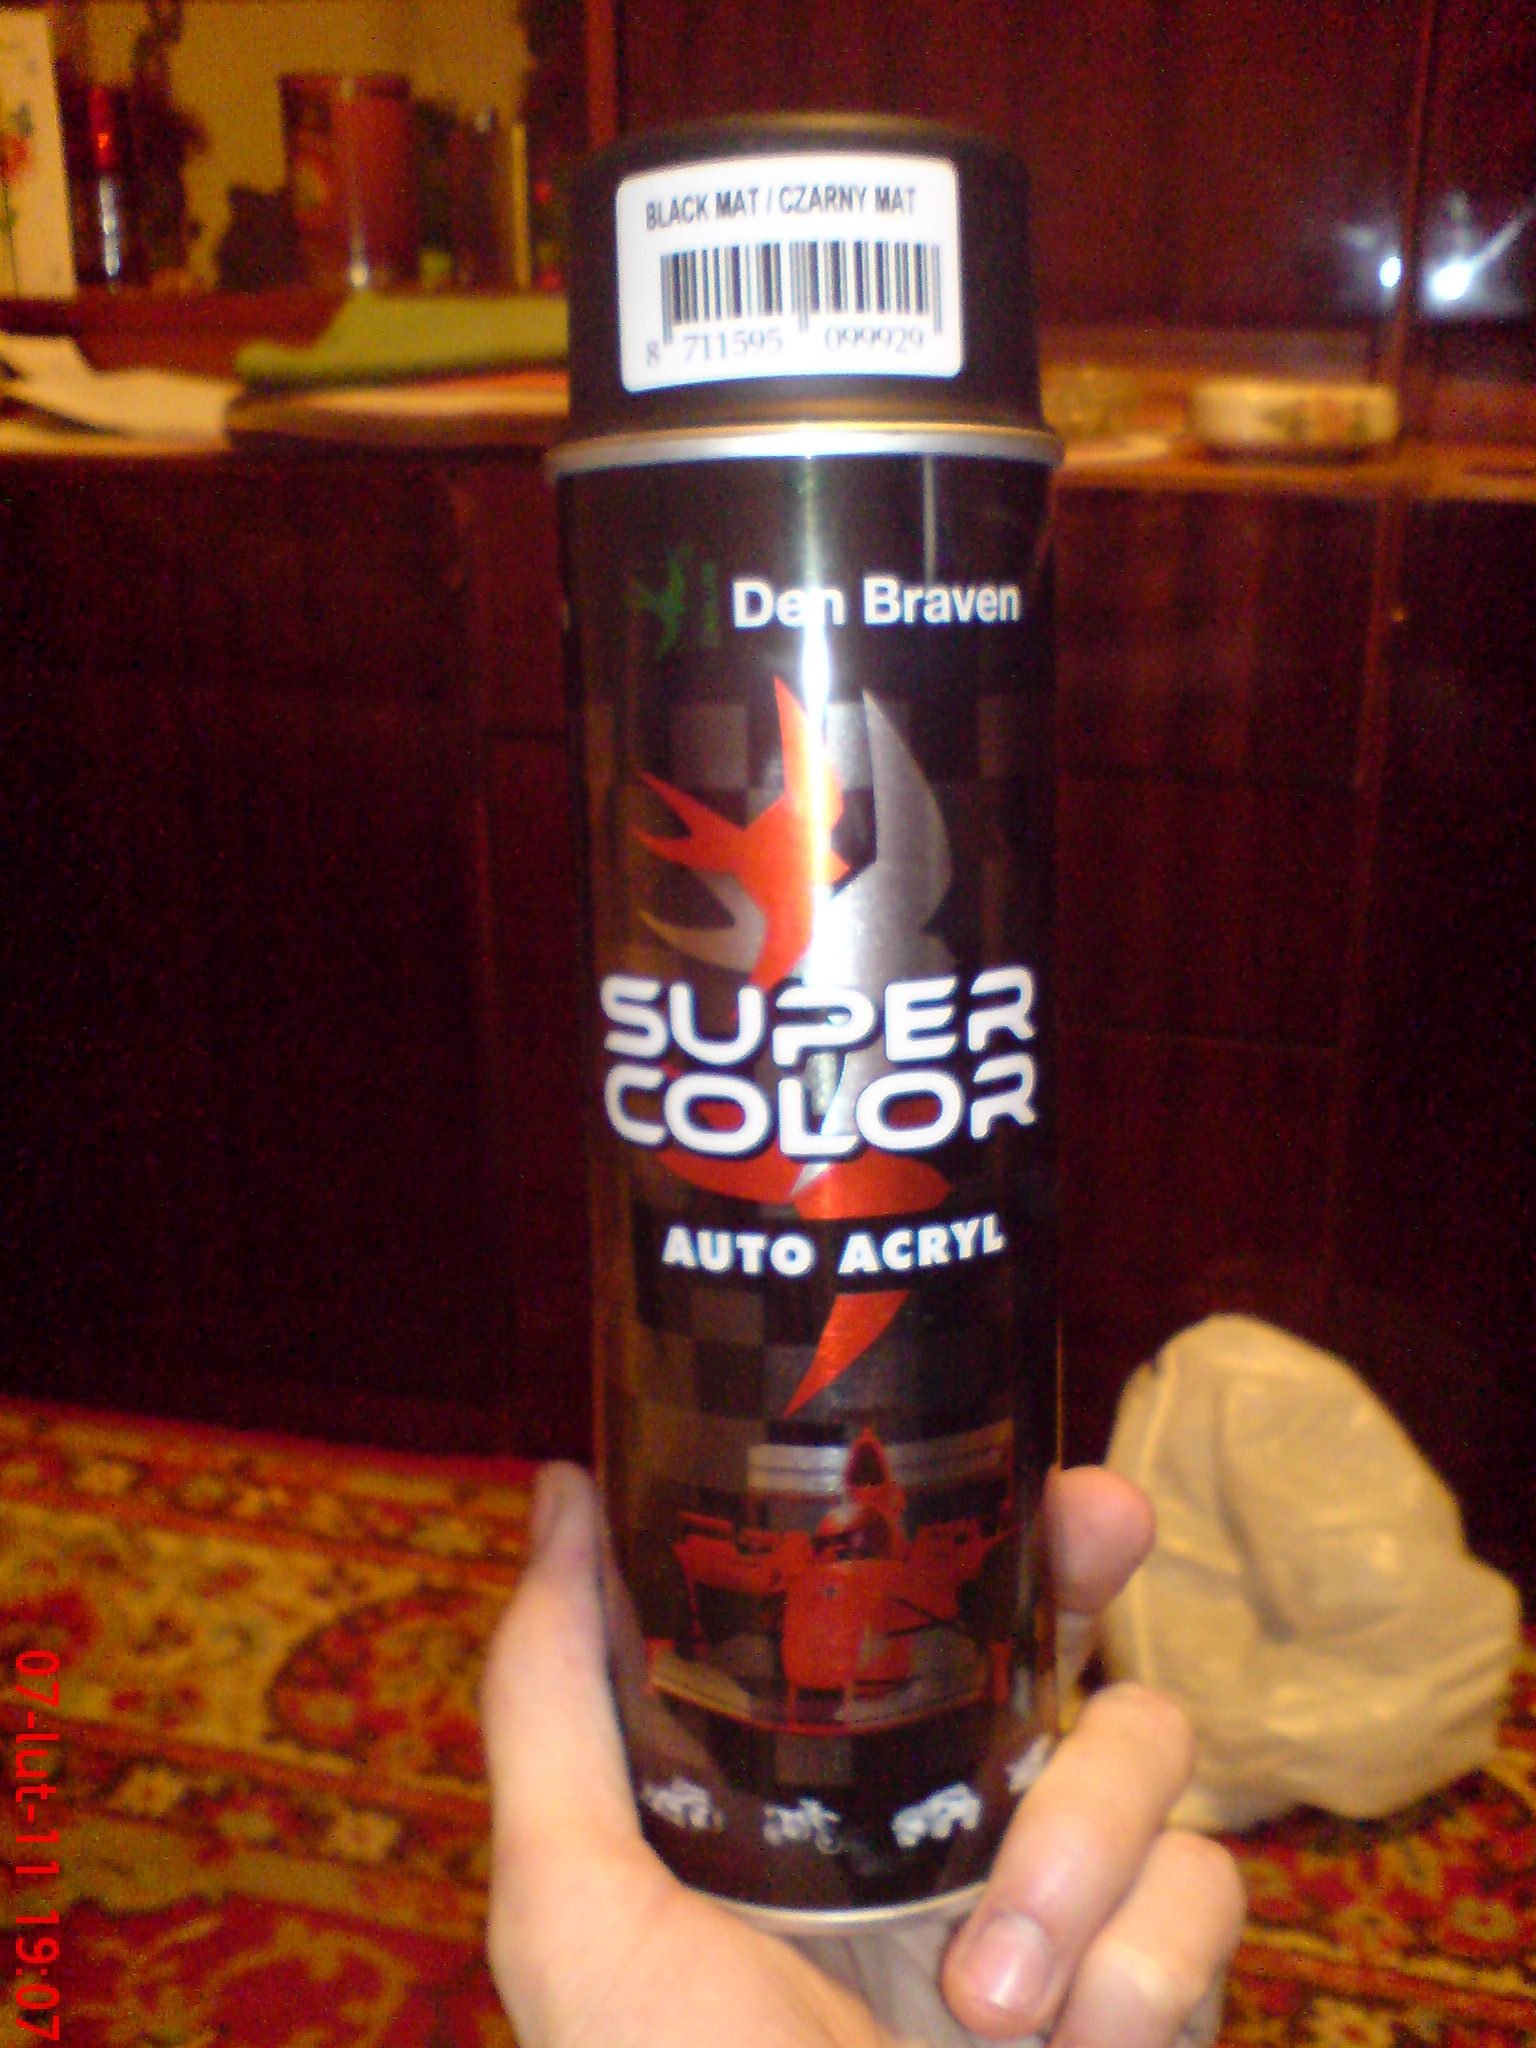 BLACK MAT / CZARNY MAT
8 711595 099929
Den Braven
SUPER
COLOR
AUTO ACRYL
07-lut-11 19:07